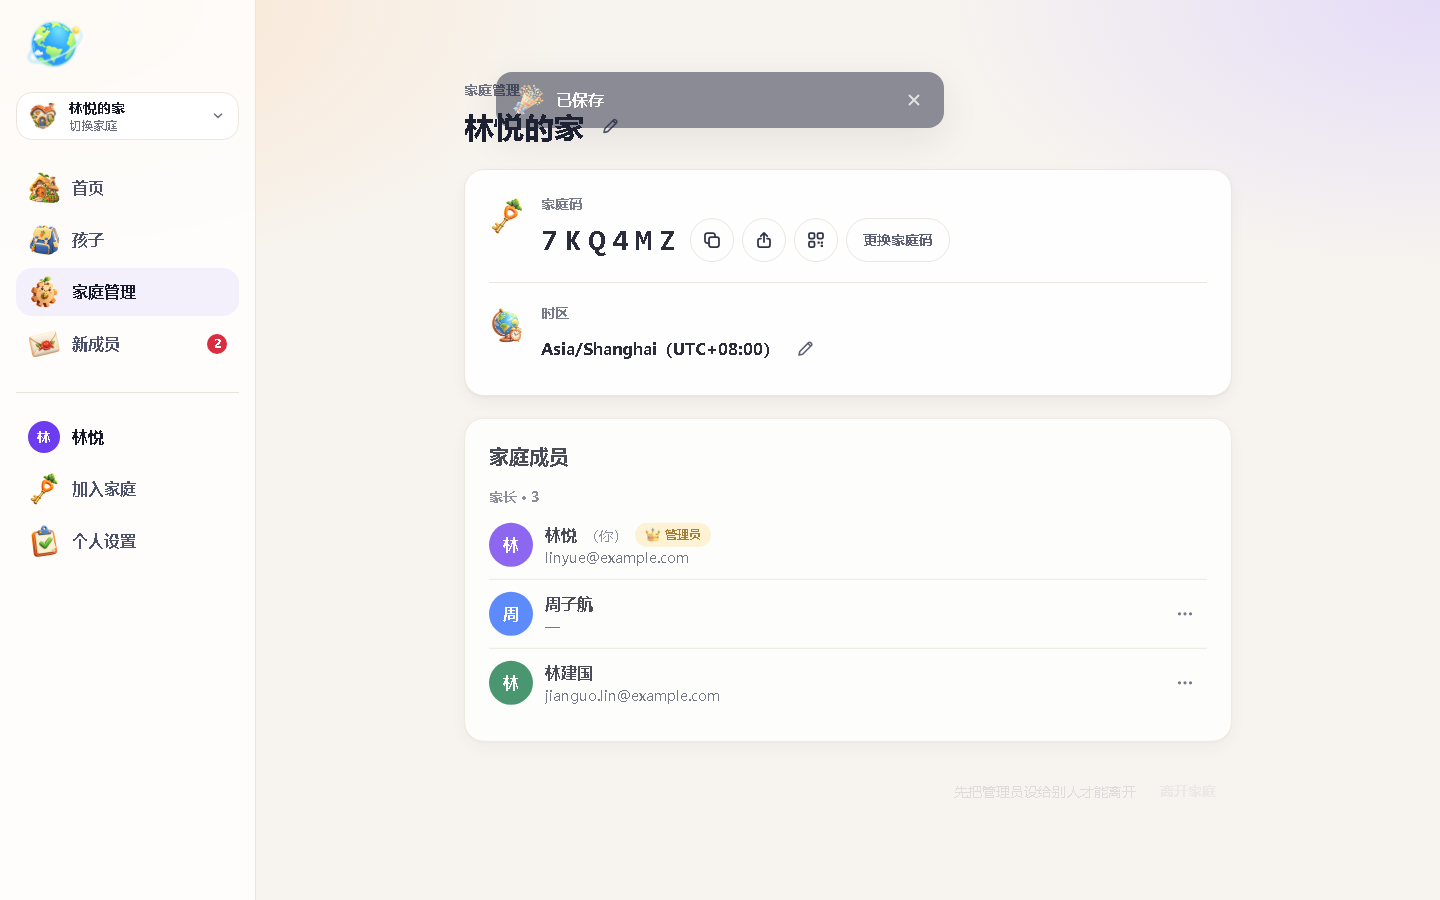 林悦的家
切换家庭
首页
孩子
家庭管理
新成员 2
林 林悦
加入家庭
个人设置
家庭管理
已保存
林悦的家
家庭码
7KQ4MZ
更换家庭码
时区
Asia/Shanghai (UTC+08:00)
家庭成员
家长 • 3
林 林悦 (你) 管理员
linyue@example.com
周 周子航
—
林 林建国
jianguo.lin@example.com
先把管理员设给别人才能离开 离开家庭